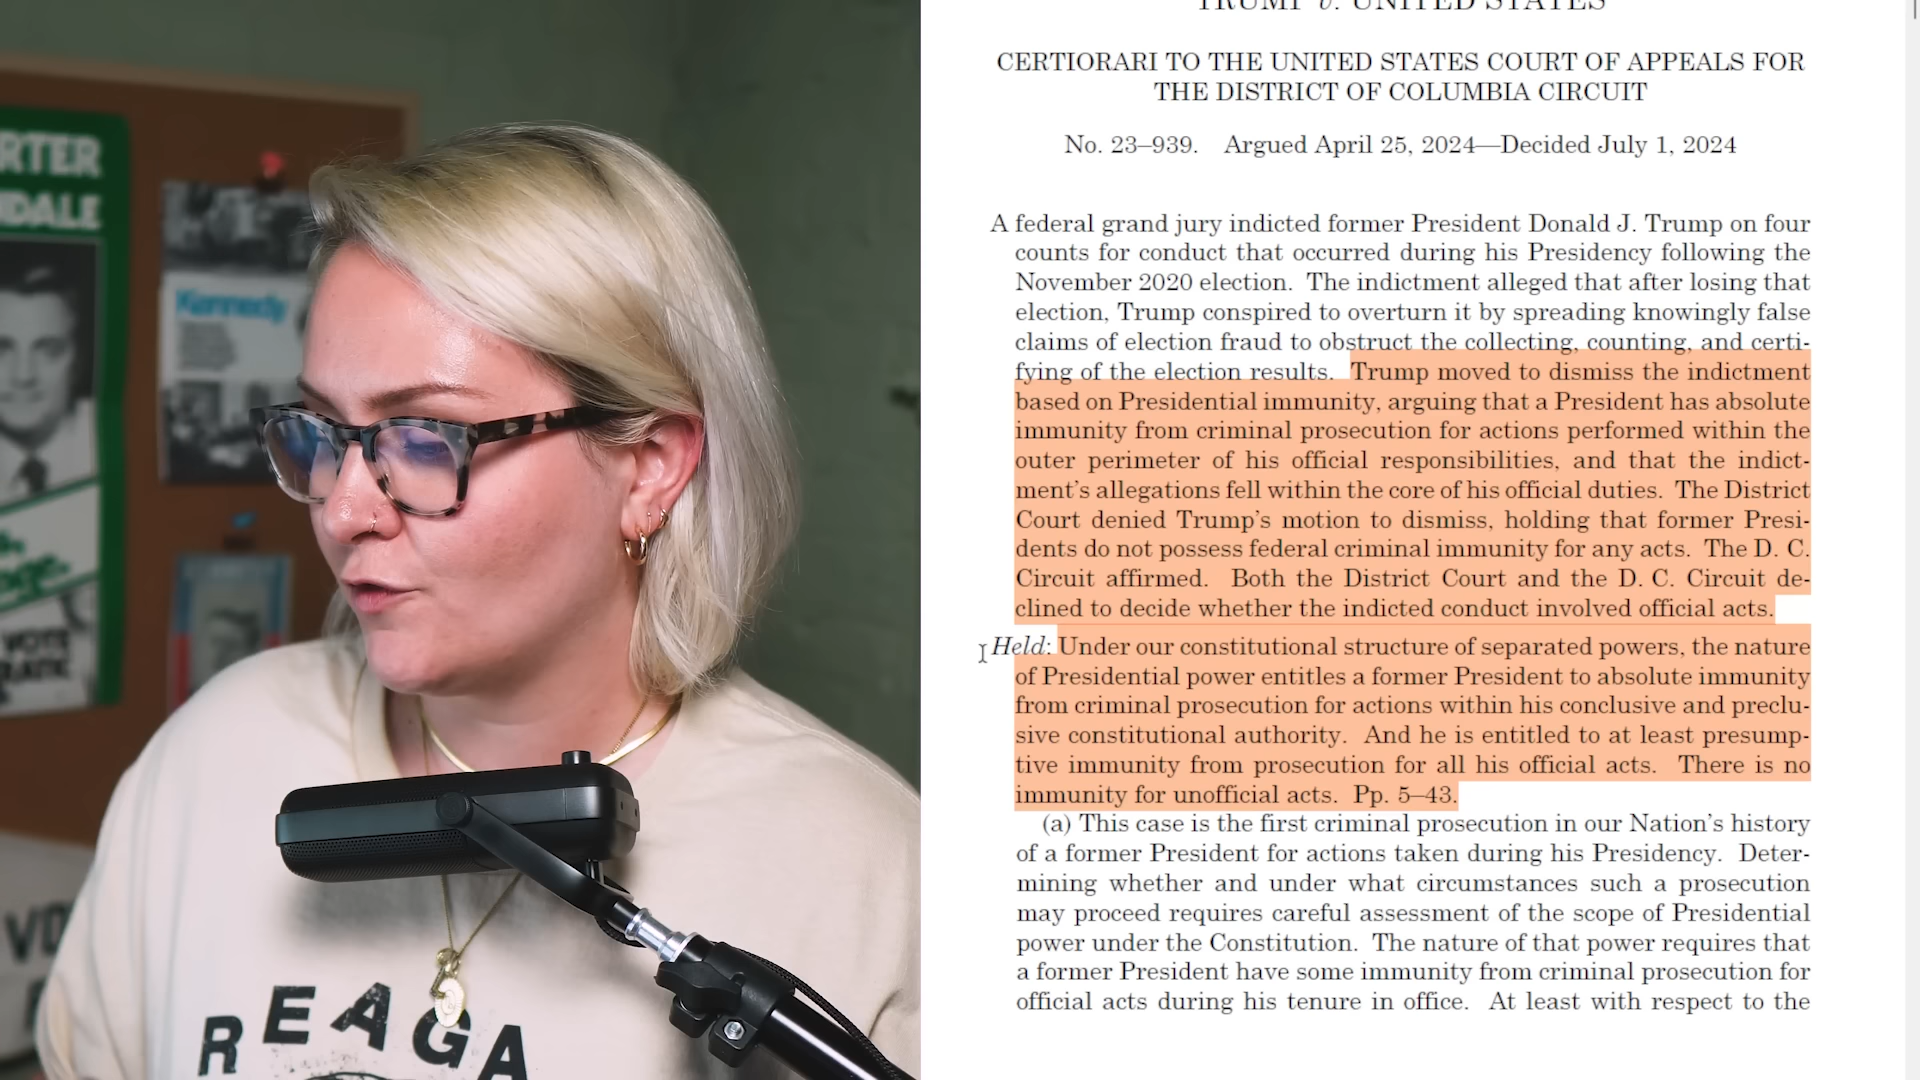 RTER
DALE
Kennedy
VOTE
RATIC
VO
REAGA
TRUMP v. UNITED STATES
CERTIORARI TO THE UNITED STATES COURT OF APPEALS FOR
THE DISTRICT OF COLUMBIA CIRCUIT
No. 23–939. Argued April 25, 2024—Decided July 1, 2024
A federal grand jury indicted former President Donald J. Trump on four
counts for conduct that occurred during his Presidency following the
November 2020 election. The indictment alleged that after losing that
election, Trump conspired to overturn it by spreading knowingly false
claims of election fraud to obstruct the collecting, counting, and certi-
fying of the election results. Trump moved to dismiss the indictment
based on Presidential immunity, arguing that a President has absolute
immunity from criminal prosecution for actions performed within the
outer perimeter of his official responsibilities, and that the indict-
ment’s allegations fell within the core of his official duties. The District
Court denied Trump’s motion to dismiss, holding that former Presi-
dents do not possess federal criminal immunity for any acts. The D. C.
Circuit affirmed. Both the District Court and the D. C. Circuit de-
clined to decide whether the indicted conduct involved official acts.
Held: Under our constitutional structure of separated powers, the nature
of Presidential power entitles a former President to absolute immunity
from criminal prosecution for actions within his conclusive and preclu-
sive constitutional authority. And he is entitled to at least presump-
tive immunity from prosecution for all his official acts. There is no
immunity for unofficial acts. Pp. 5–43.
(a) This case is the first criminal prosecution in our Nation’s history
of a former President for actions taken during his Presidency. Deter-
mining whether and under what circumstances such a prosecution
may proceed requires careful assessment of the scope of Presidential
power under the Constitution. The nature of that power requires that
a former President have some immunity from criminal prosecution for
official acts during his tenure in office. At least with respect to the